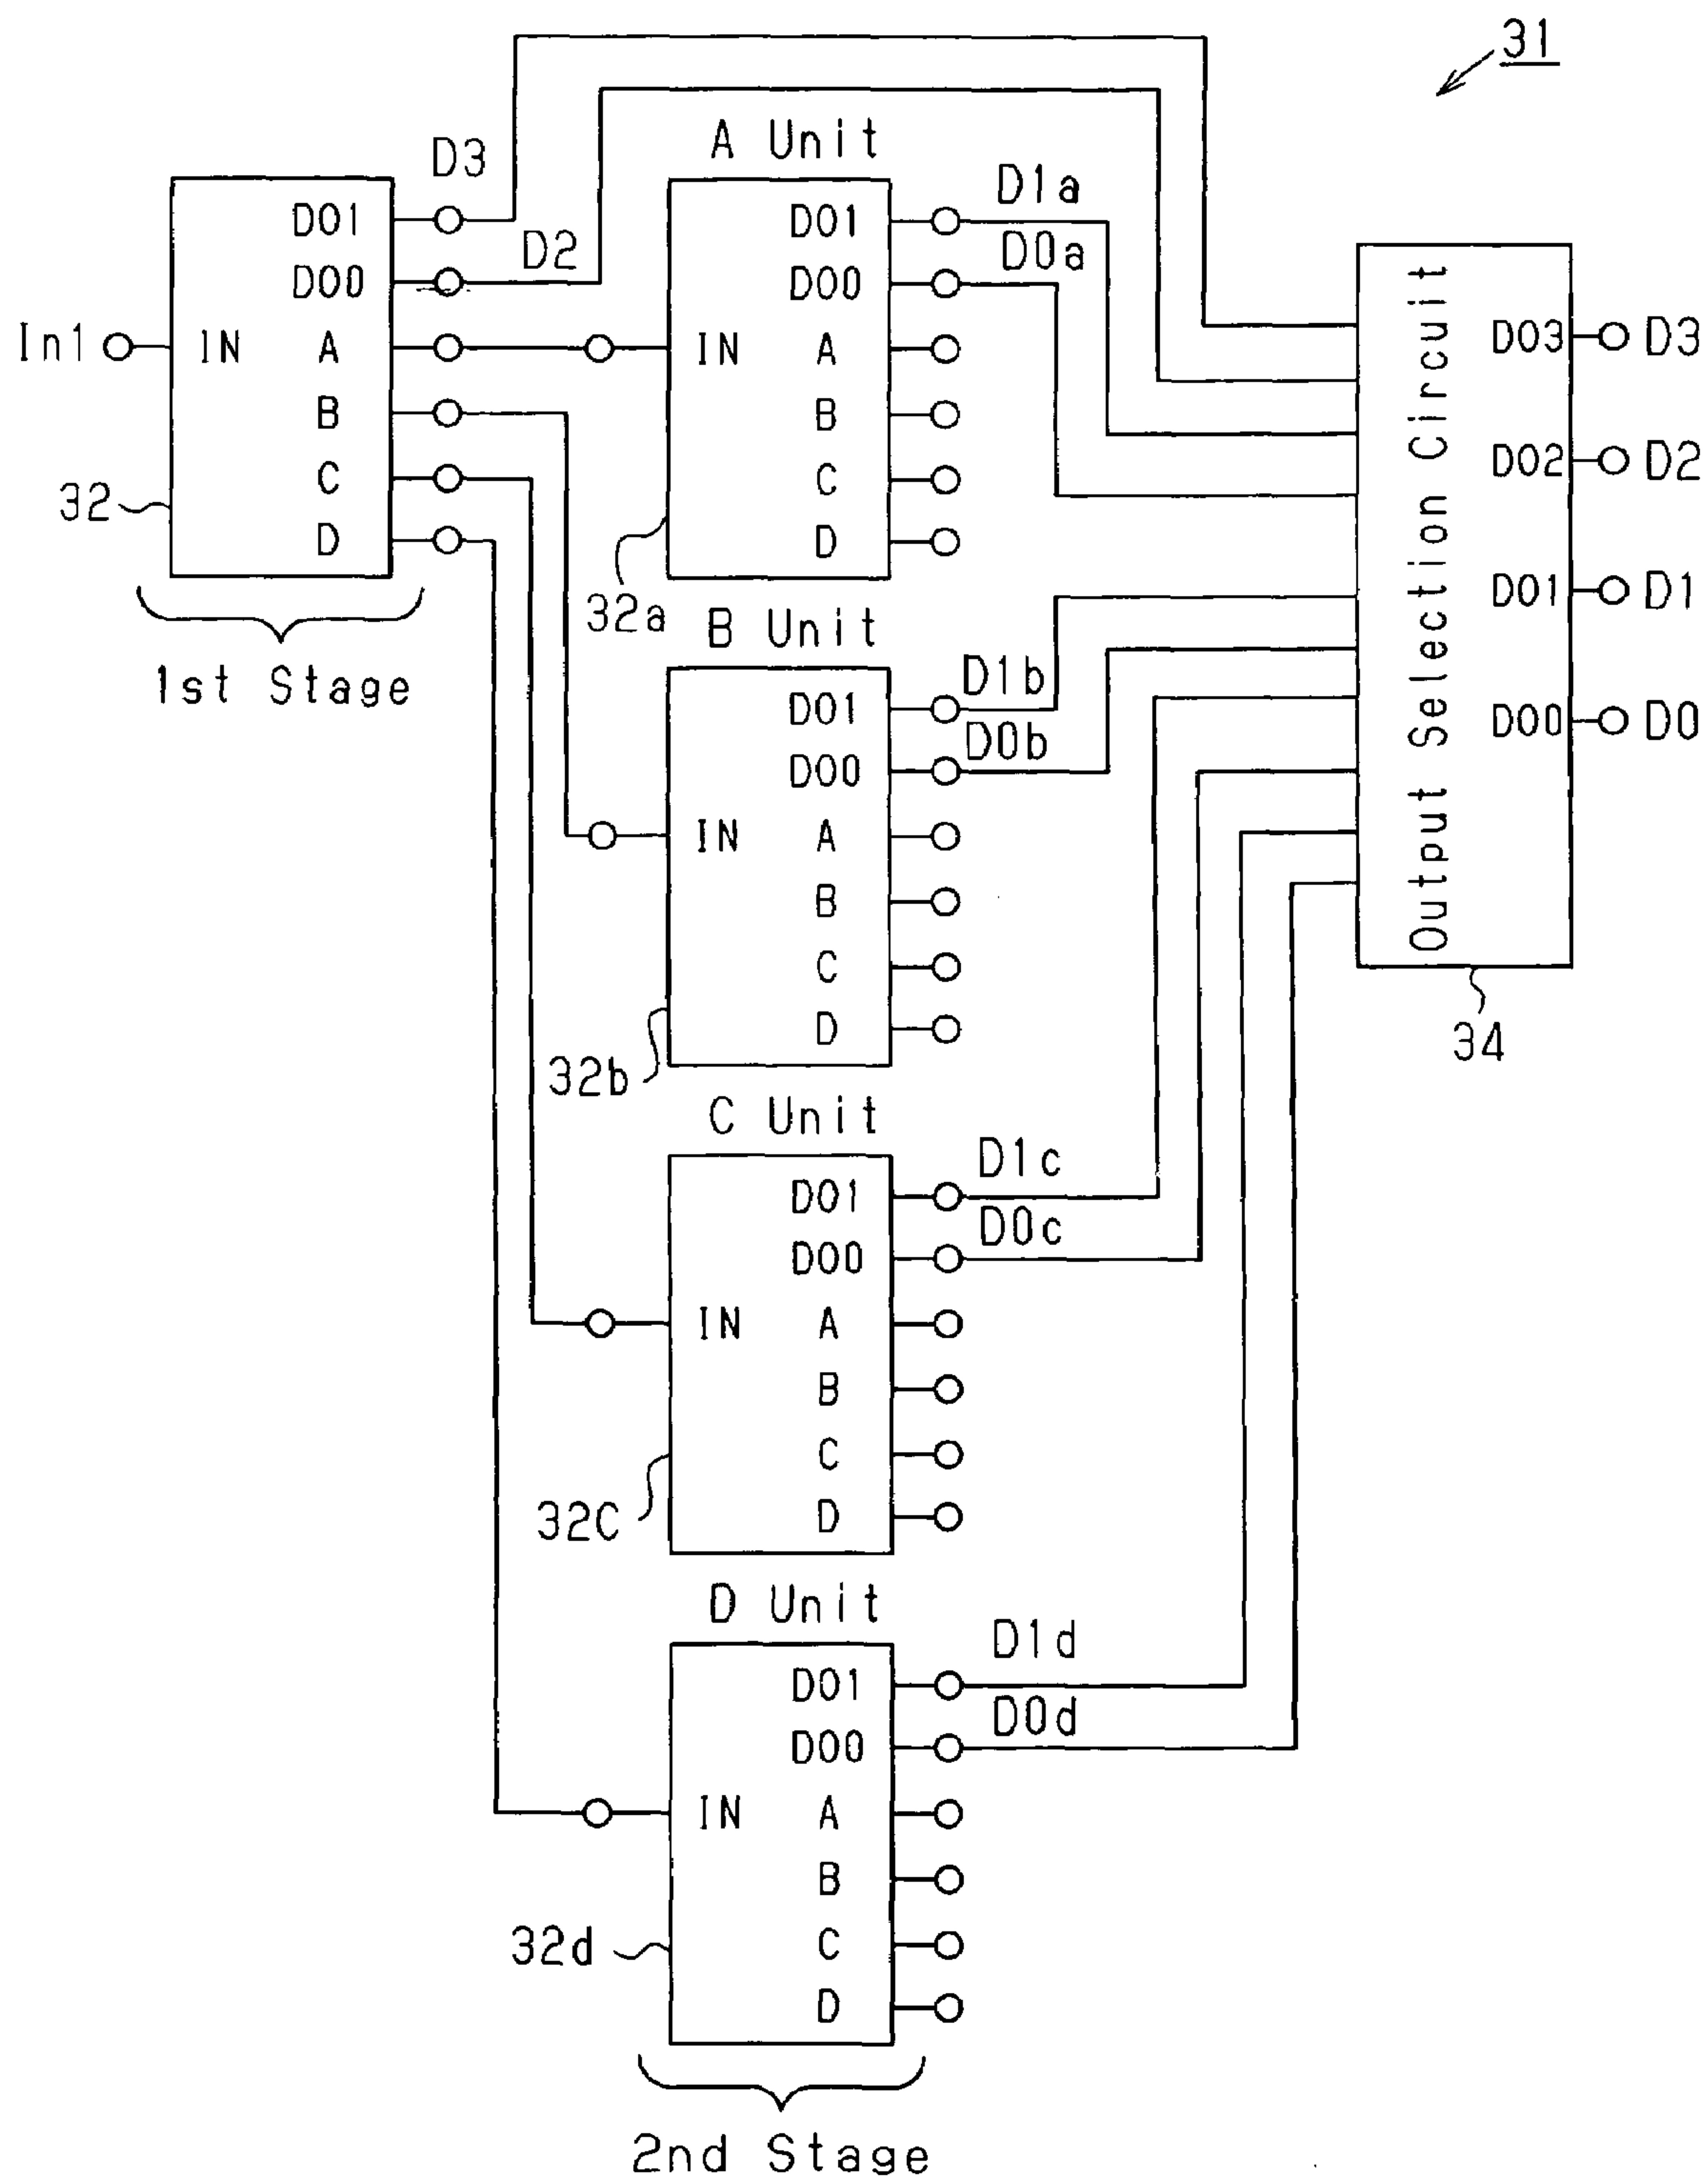 31
D3
A Unit
DO1
D2
DO0
In1
IN
A
B
C
D
32
1st Stage
D1a
DO1
D0a
DO0
IN
A
B
C
D
32a
B Unit
D1b
DO1
D0b
DO0
IN
A
B
C
D
32b
C Unit
D1c
DO1
D0c
DO0
IN
A
B
C
D
32C
D Unit
D1d
DO1
D0d
DO0
IN
A
B
C
D
32d
2nd Stage
Output Selection Circuit
DO3 D3
DO2 D2
DO1 D1
DO0 D0
34